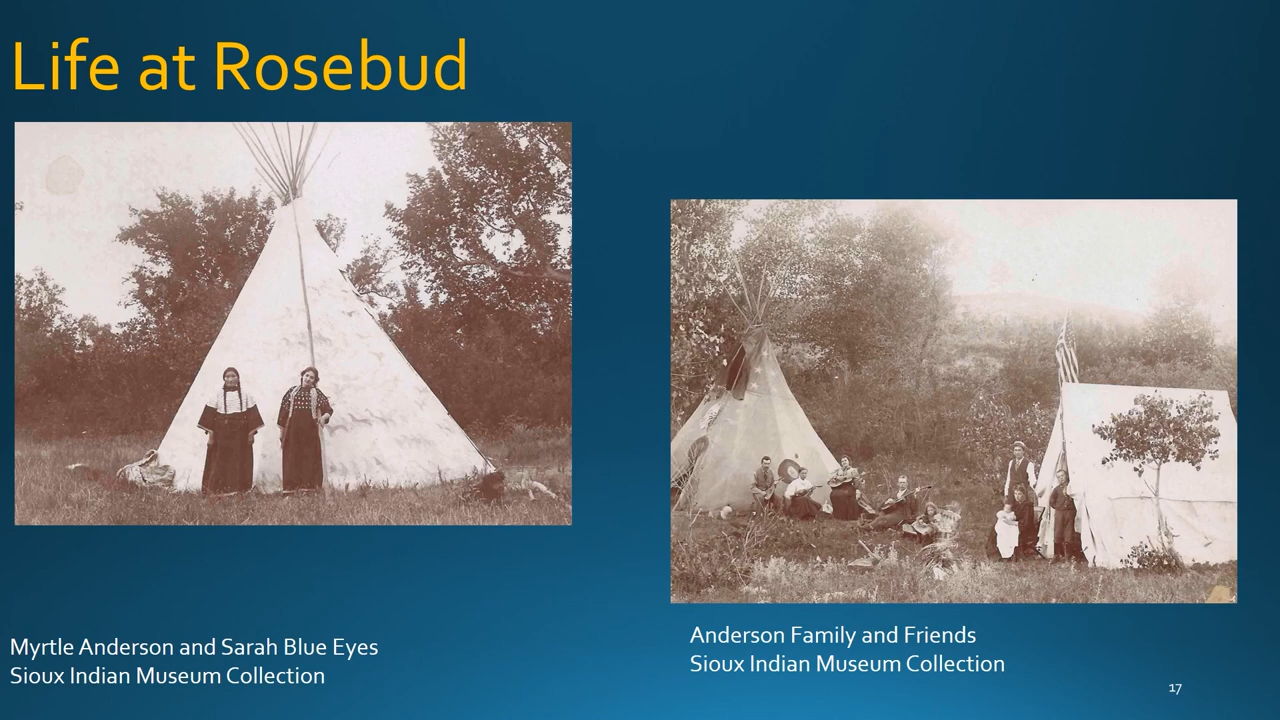 Life at Rosebud
Myrtle Anderson and Sarah Blue Eyes
Sioux Indian Museum Collection
Anderson Family and Friends
Sioux Indian Museum Collection
17